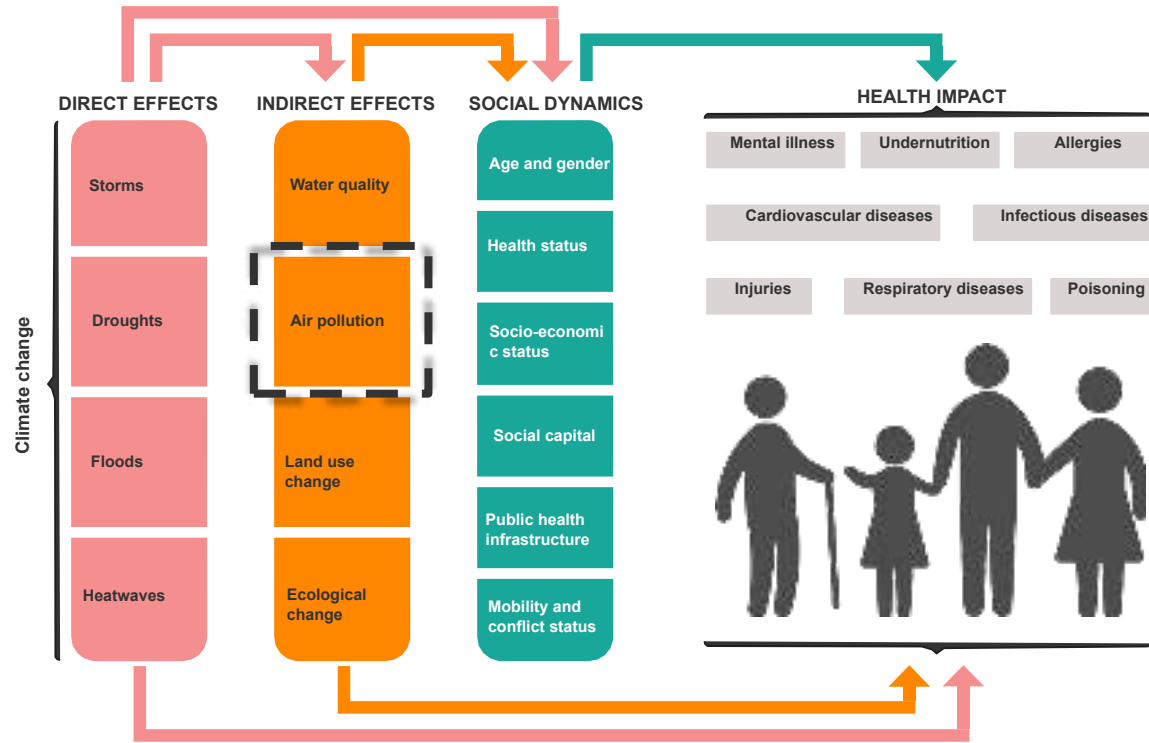 DIRECT EFFECTS
INDIRECT EFFECTS
SOCIAL DYNAMICS
HEALTH IMPACT
Climate change
Storms
Droughts
Floods
Heatwaves
Water quality
Air pollution
Land use
change
Ecological
change
Age and gender
Health status
Socio-economi
c status
Social capital
Public health
infrastructure
Mobility and
conflict status
Mental illness
Undernutrition
Allergies
Cardiovascular diseases
Infectious diseases
Injuries
Respiratory diseases
Poisoning